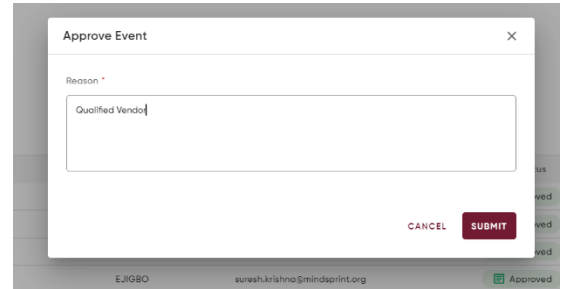 Approve Event
Reason *
Qualified Vendor
CANCEL SUBMIT
EJIGBO suresh.krishna@mindsprint.org Approved